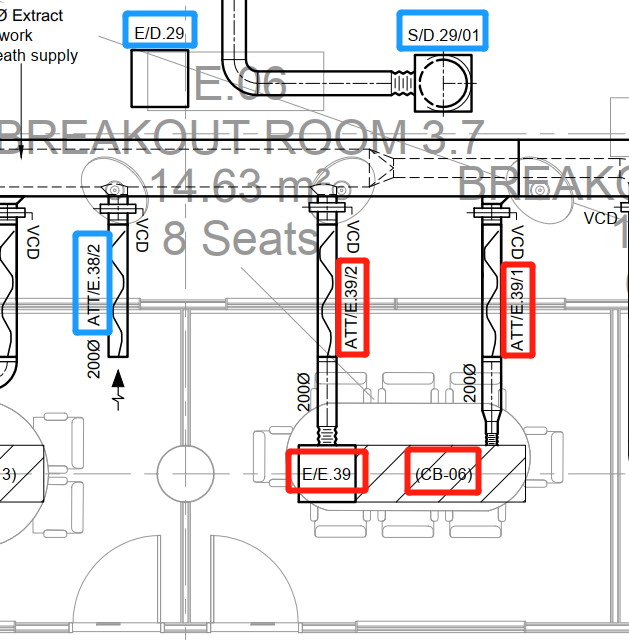 Ø Extract
work
eath supply
E/D.29
S/D.29/01
E.06
BREAKOUT ROOM 3.7
14.63 m²
8 Seats
BREAKO
1
VCD
VCD
VCD
VCD
VCD
ATT/E.38/2
ATT/E.39/2
ATT/E.39/1
200Ø
200Ø
200Ø
3)
E/E.39
(CB-06)